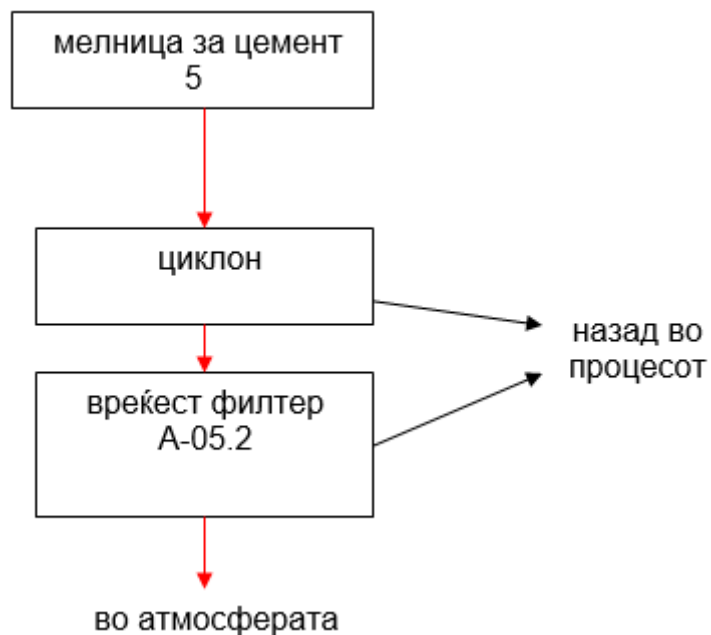 мелница за цемент
5
циклон
назад во
процесот
вреќест филтер
А-05.2
во атмосферата